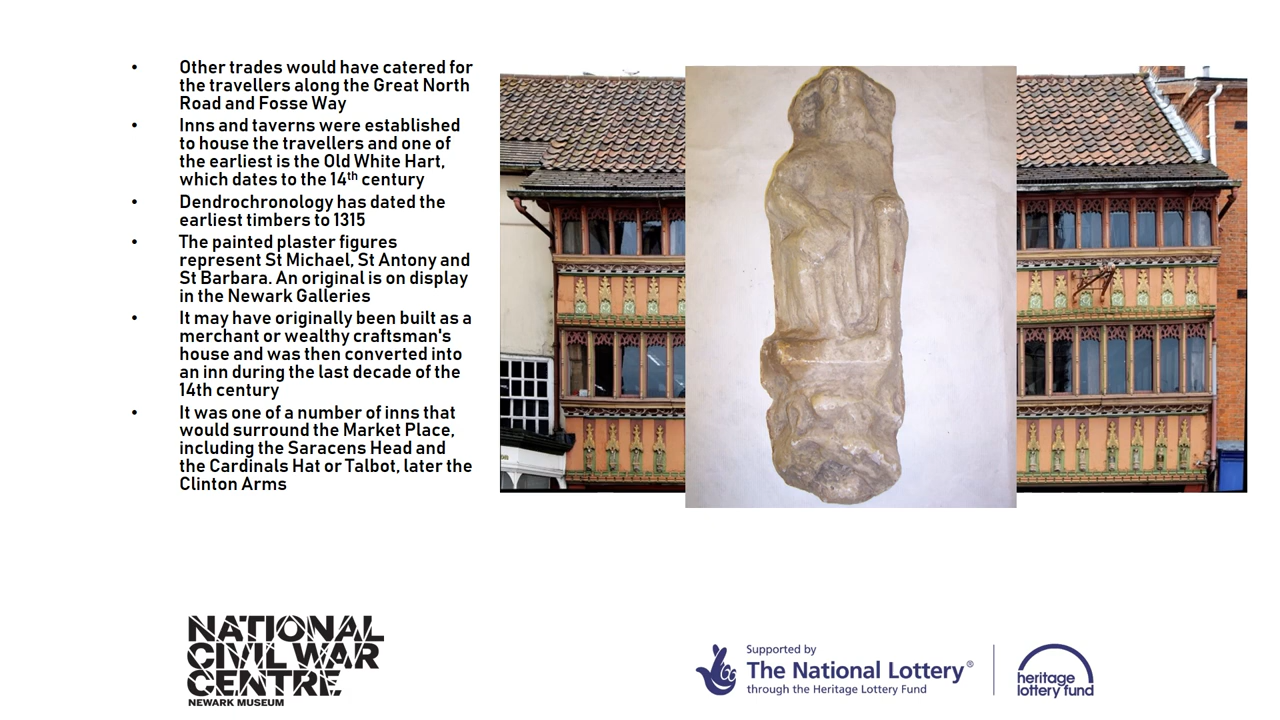 • Other trades would have catered for
the travellers along the Great North
Road and Fosse Way
• Inns and taverns were established
to house the travellers and one of
the earliest is the Old White Hart,
which dates to the 14th century
• Dendrochronology has dated the
earliest timbers to 1315
• The painted plaster figures
represent St Michael, St Antony and
St Barbara. An original is on display
in the Newark Galleries
• It may have originally been built as a
merchant or wealthy craftsman's
house and was then converted into
an inn during the last decade of the
14th century
• It was one of a number of inns that
would surround the Market Place,
including the Saracens Head and
the Cardinals Hat or Talbot, later the
Clinton Arms
NATIONAL
CIVIL WAR
CENTRE
NEWARK MUSEUM
Supported by
The National Lottery®
through the Heritage Lottery Fund
heritage
lottery fund